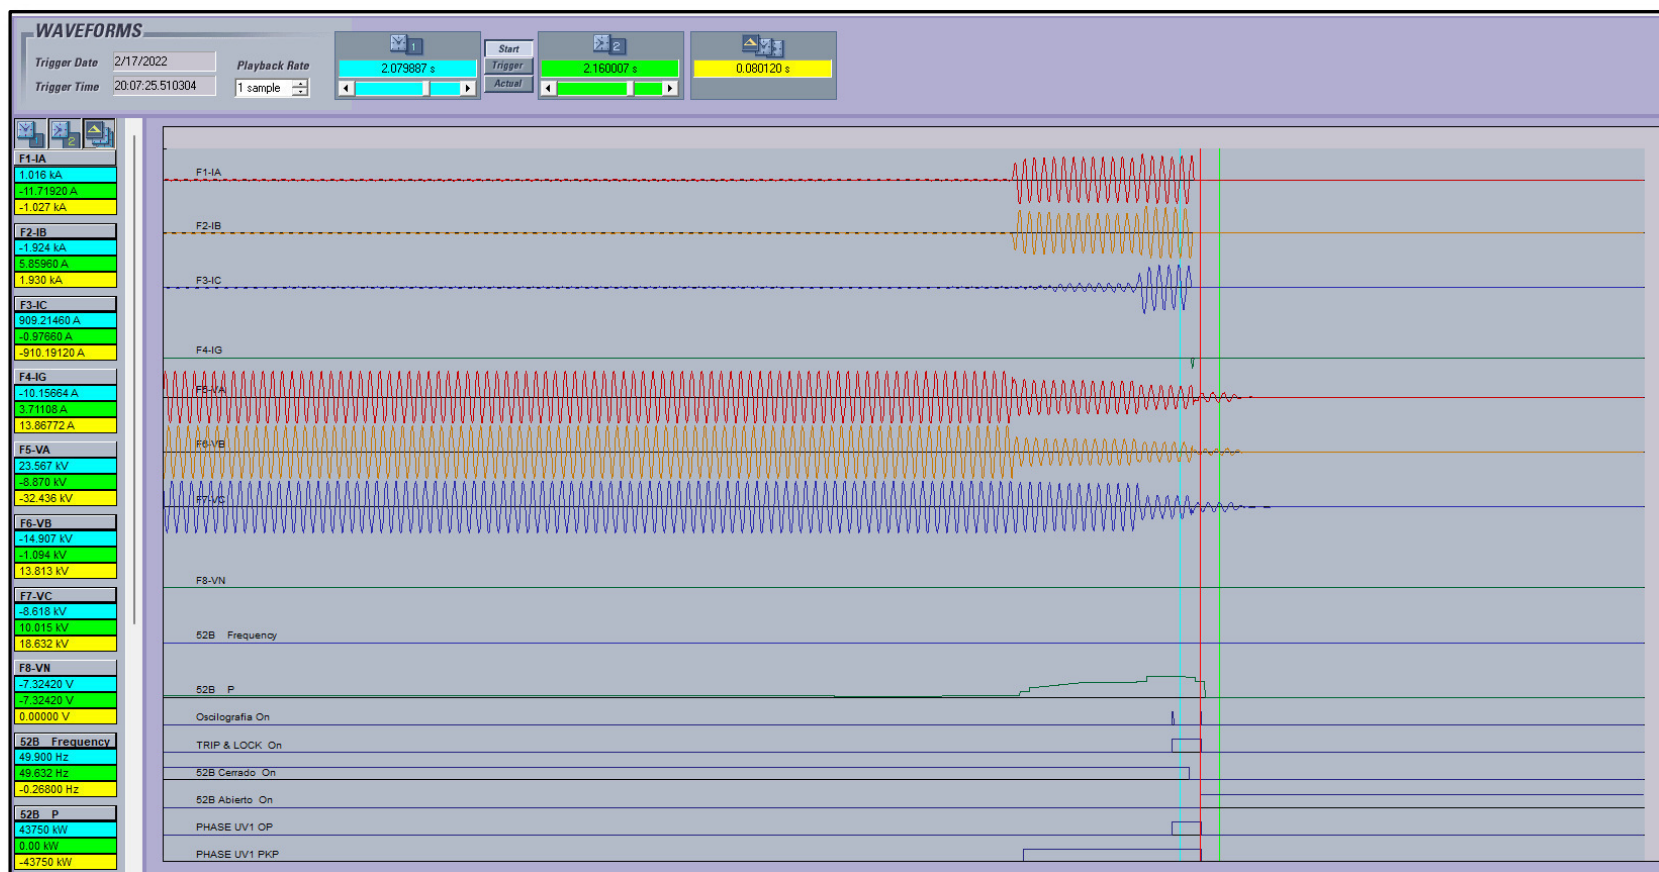 WAVEFORMS
Trigger Date 2/17/2022
Trigger Time 20:07:25.510304
Playback Rate
1 sample
1
2.079887 s
Start
Trigger
Actual
2
2.160007 s
0.080120 s
1 2
F1-IA
1.016 kA
-11.71920 A
-1.027 kA
F2-IB
-1.924 kA
5.85960 A
1.930 kA
F3-IC
909.21460 A
-0.97660 A
-910.19120 A
F4-IG
-10.15664 A
3.71108 A
13.86772 A
F5-VA
23.567 kV
-8.870 kV
-32.436 kV
F6-VB
-14.907 kV
-1.094 kV
13.813 kV
F7-VC
-8.618 kV
10.015 kV
18.632 kV
F8-VN
-7.32420 V
-7.32420 V
0.00000 V
52B Frequency
49.900 Hz
49.632 Hz
-0.26800 Hz
52B P
43750 kW
0.00 kW
-43750 kW
F1-IA
F2-IB
F3-IC
F4-IG
F5-VA
F6-VB
F7-VC
F8-VN
52B Frequency
52B P
Oscilografia On
TRIP & LOCK On
52B Cerrado On
52B Abierto On
PHASE UV1 OP
PHASE UV1 PKP